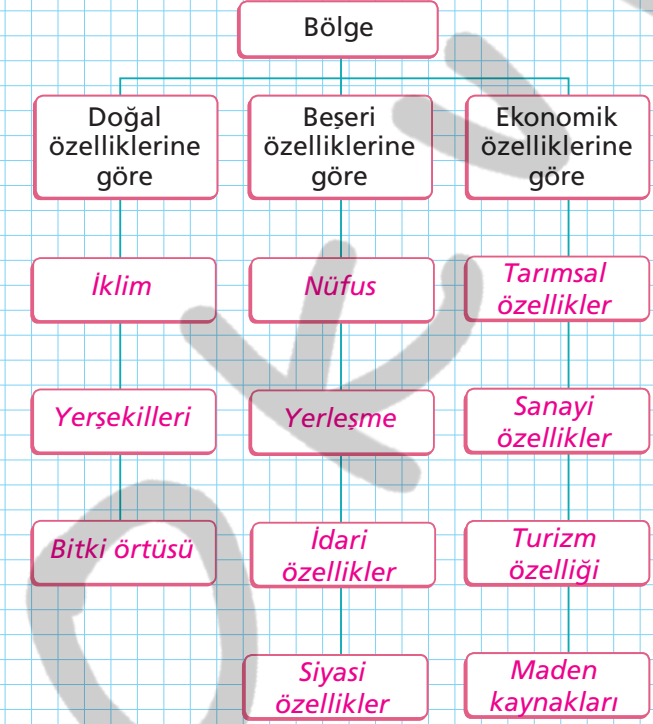 Bölge
Doğal
özelliklerine
göre
Beşeri
özelliklerine
göre
Ekonomik
özelliklerine
göre
İklim
Nüfus
Tarımsal
özellikler
Yerşekilleri
Yerleşme
Sanayi
özellikler
Bitki örtüsü
İdari
özellikler
Turizm
özelliği
Siyasi
özellikler
Maden
kaynakları